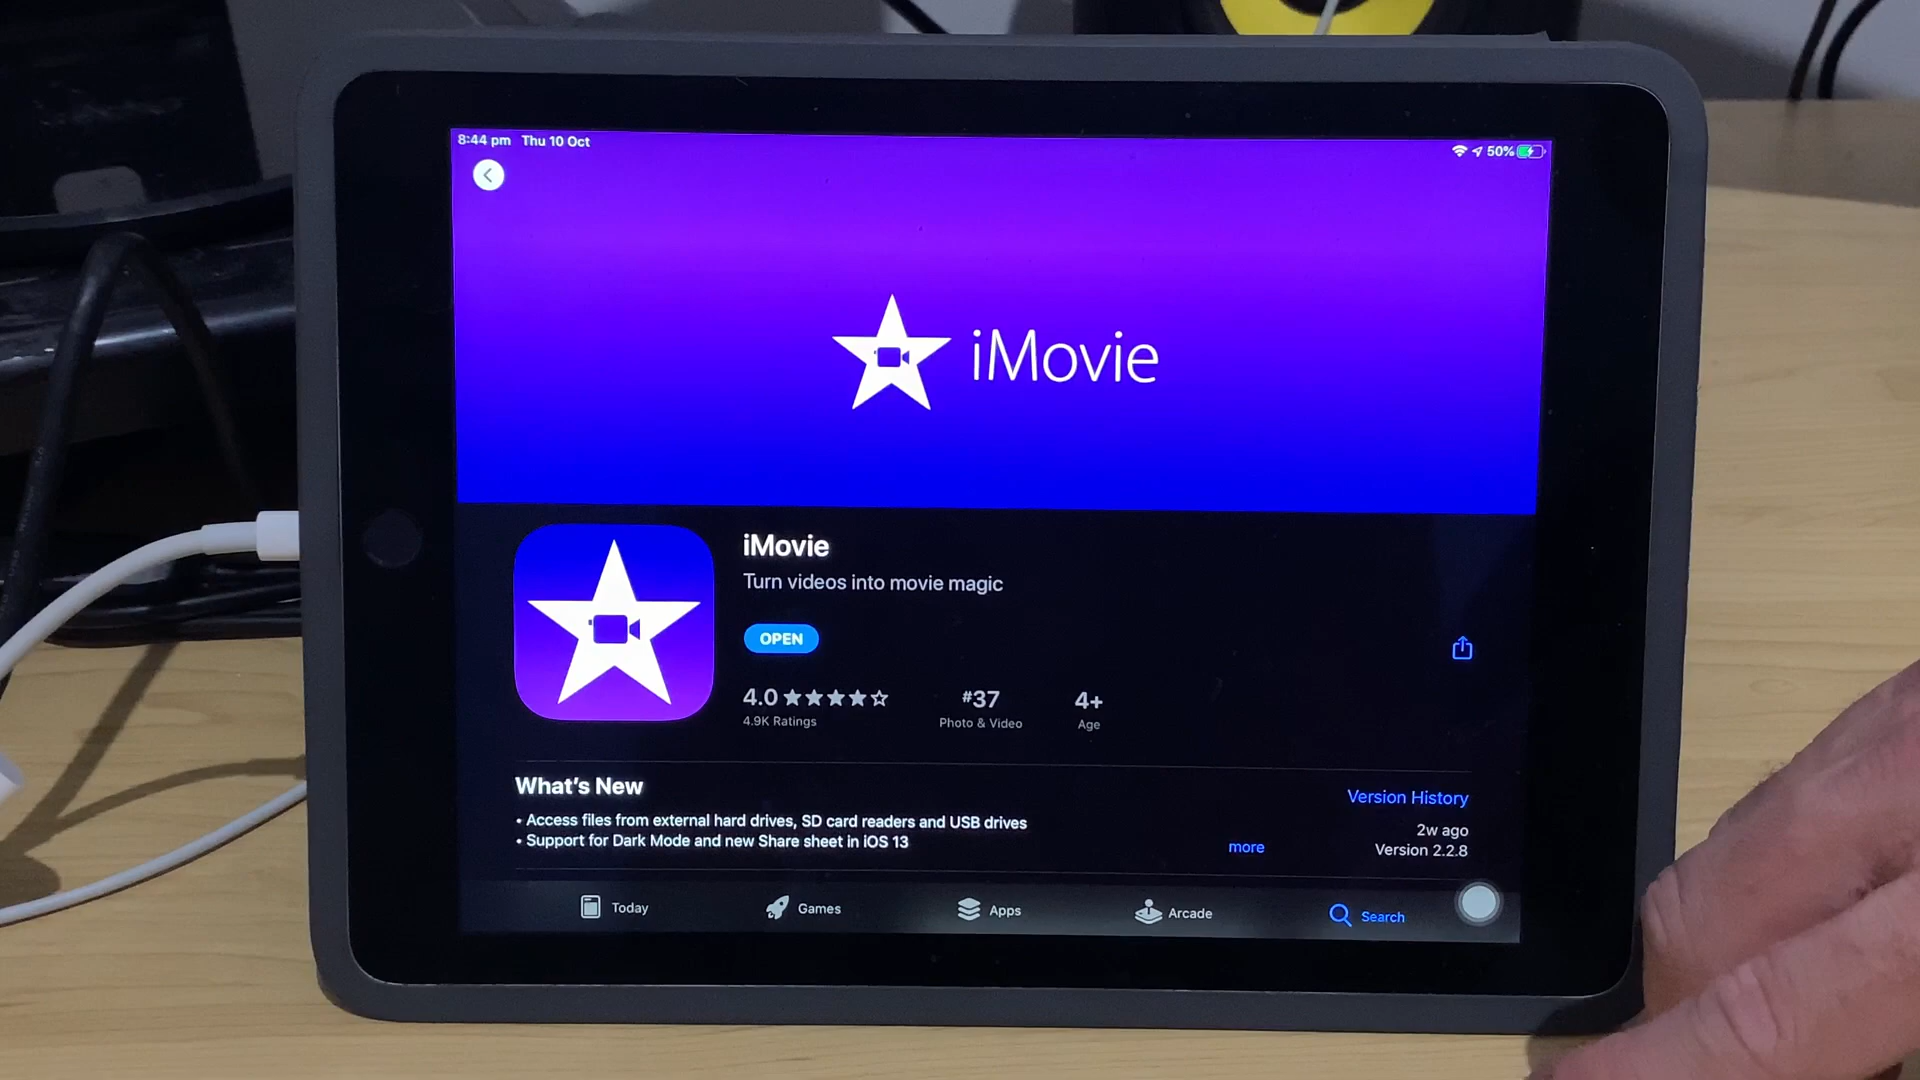 8:44 pm Thu 10 Oct
50%
iMovie
iMovie
Turn videos into movie magic
OPEN
4.0 ★★★★☆
#37
4+
4.9K Ratings
Photo & Video
Age
What's New
Version History
• Access files from external hard drives, SD card readers and USB drives
2w ago
• Support for Dark Mode and new Share sheet in iOS 13
more
Version 2.2.8
Today
Games
Apps
Arcade
Search